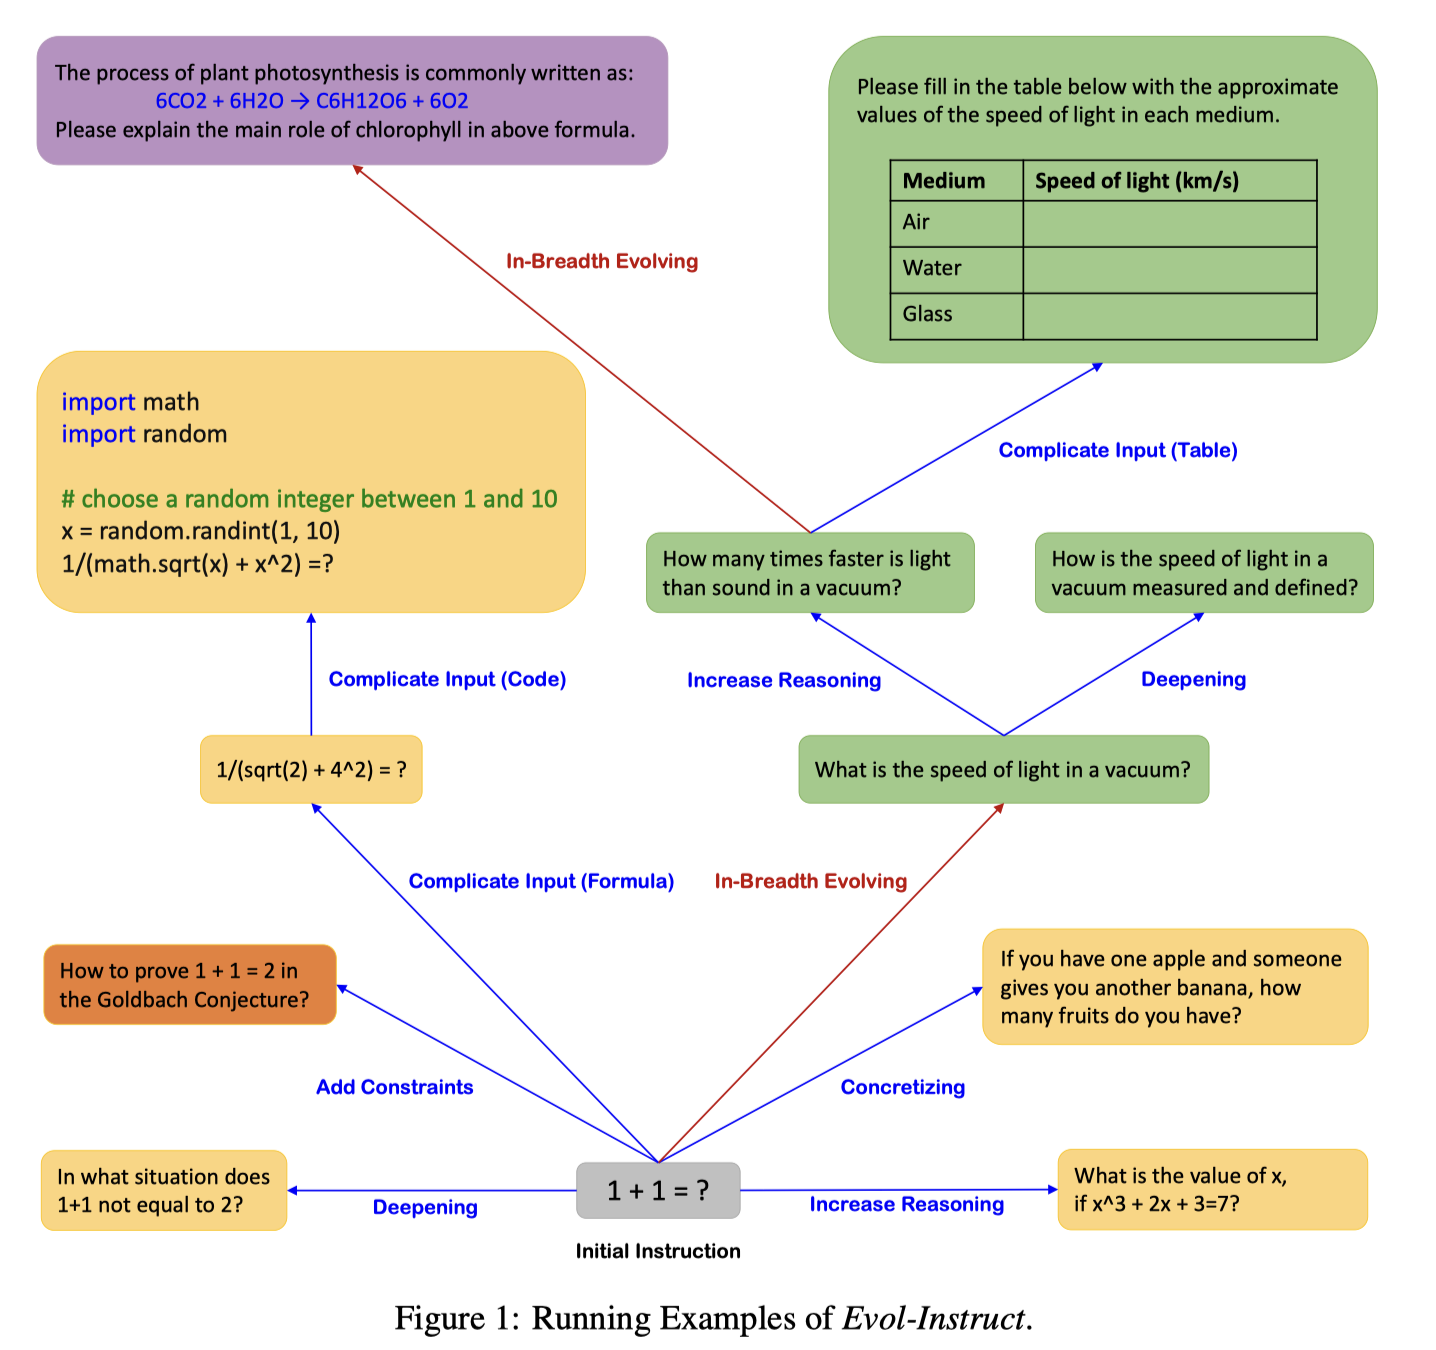 The process of plant photosynthesis is commonly written as:
6CO2 + 6H2O → C6H12O6 + 6O2
Please explain the main role of chlorophyll in above formula.
Please fill in the table below with the approximate
values of the speed of light in each medium.
Medium Speed of light (km/s)
Air
Water
Glass
In-Breadth Evolving
import math
import random
# choose a random integer between 1 and 10
x = random.randint(1, 10)
1/(math.sqrt(x) + x^2) =?
Complicate Input (Table)
How many times faster is light
than sound in a vacuum?
How is the speed of light in a
vacuum measured and defined?
Complicate Input (Code)
Increase Reasoning
Deepening
1/(sqrt(2) + 4^2) = ?
What is the speed of light in a vacuum?
Complicate Input (Formula)
In-Breadth Evolving
How to prove 1 + 1 = 2 in
the Goldbach Conjecture?
If you have one apple and someone
gives you another banana, how
many fruits do you have?
Add Constraints
Concretizing
In what situation does
1+1 not equal to 2?
Deepening
1 + 1 = ?
Increase Reasoning
What is the value of x,
if x^3 + 2x + 3=7?
Initial Instruction
Figure 1: Running Examples of Evol-Instruct.